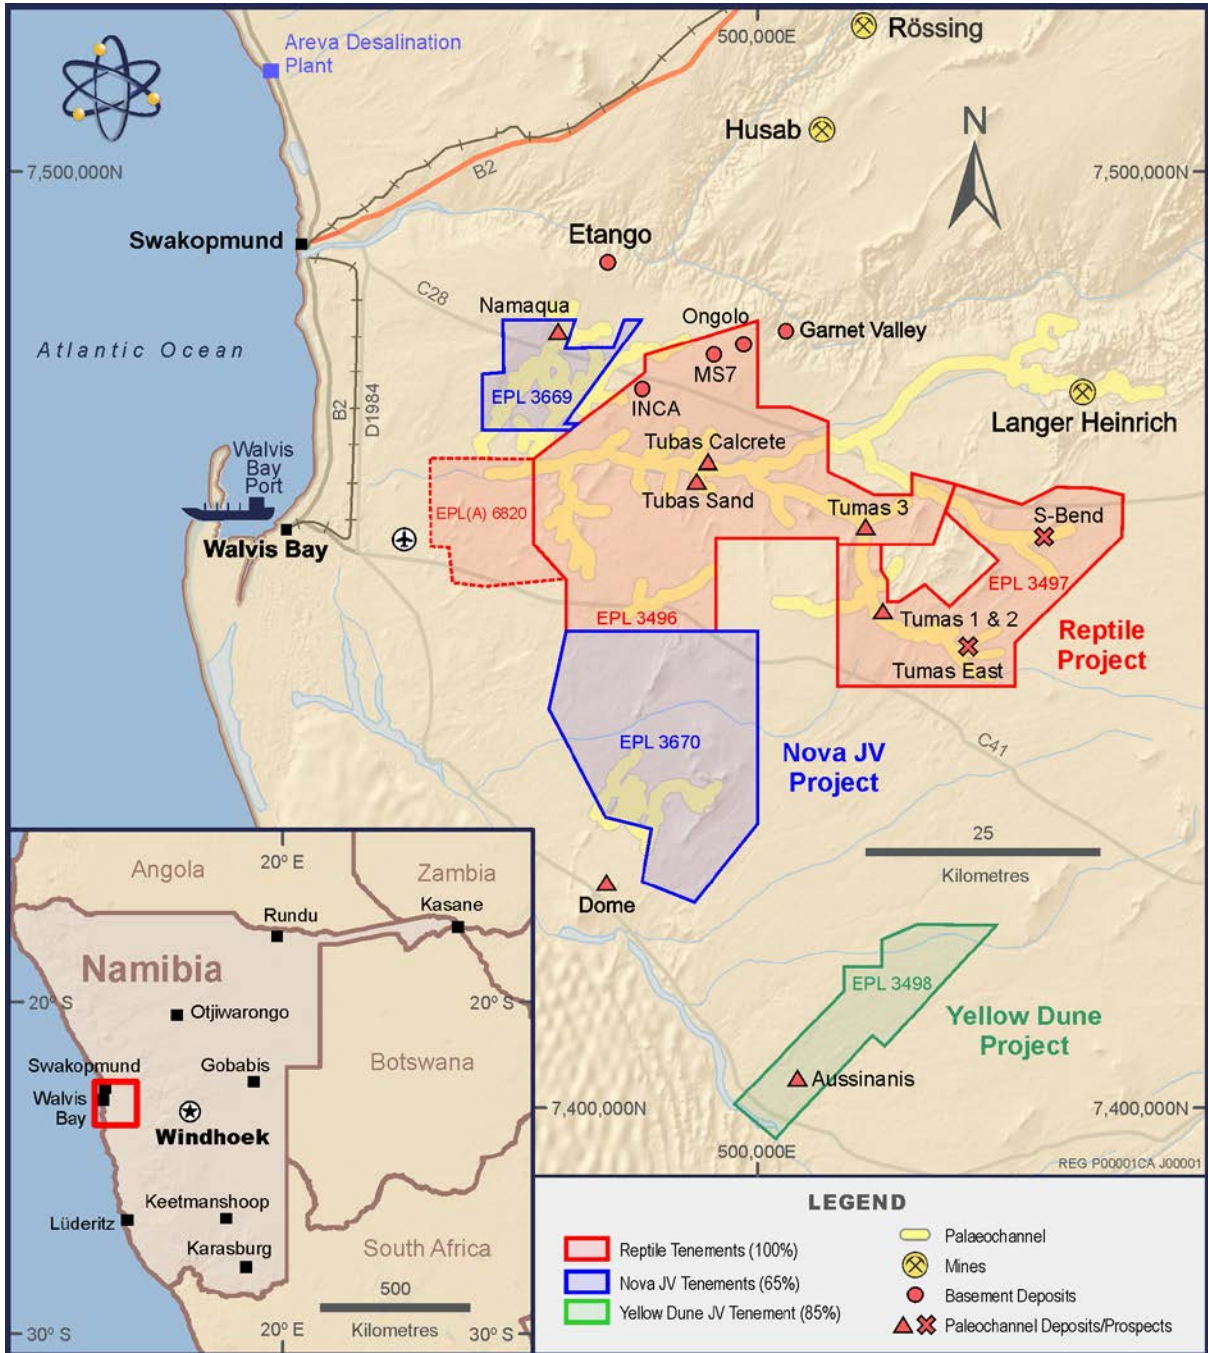 Areva Desalination
Plant
500,000E
Rössing
Husab
N
7,500,000N
B2
7,500,000N
Swakopmund
Etango
C28
Namaqua
Ongolo
Garnet Valley
Atlantic Ocean
MS7
EPL 3669
INCA
B2
D1984
Langer Heinrich
Tubas Calcrete
Walvis
Bay
Port
Tubas Sand
EPL(A) 6820
Tumas 3
S-Bend
Walvis Bay
EPL 3497
EPL 3496
Tumas 1 & 2
Reptile
Project
Tumas East
EPL 3670
C41
Nova JV
Project
25
Kilometres
Dome
EPL 3498
Yellow Dune
Project
Aussinanis
7,400,000N
7,400,000N
500,000E
REG P00001CA J00001
20º E
Angola
Zambia
Kasane
Rundu
Namibia
20º S
20º S
Otjiwarongo
Botswana
Swakopmund
Gobabis
Walvis
Bay
Windhoek
Keetmanshoop
Lüderitz
Karasburg
South Africa
500
Kilometres
30º S
20º E
30º S
LEGEND
Reptile Tenements (100%)
Nova JV Tenements (65%)
Yellow Dune JV Tenement (85%)
Palaeochannel
Mines
Basement Deposits
Paleochannel Deposits/Prospects